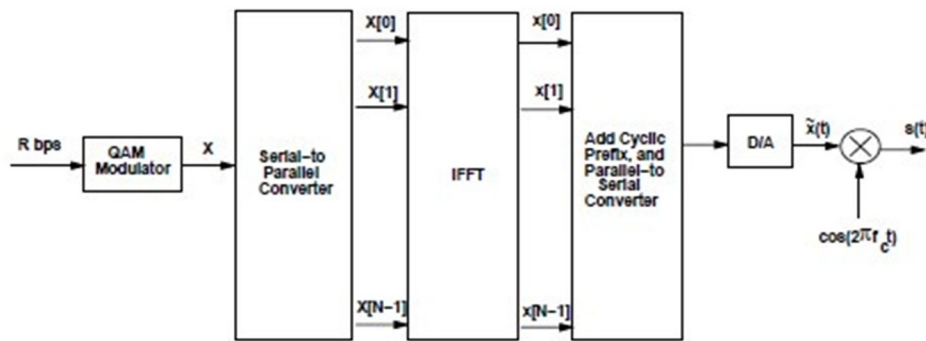 R bps
QAM
Modulator
X
Serial-to
Parallel
Converter
X[0]
X[1]
X[N-1]
IFFT
x[0]
x[1]
x[N-1]
Add Cyclic
Prefix, and
Parallel-to
Serial
Converter
D/A
x̃(t)
cos(2πf_c t)
s(t)